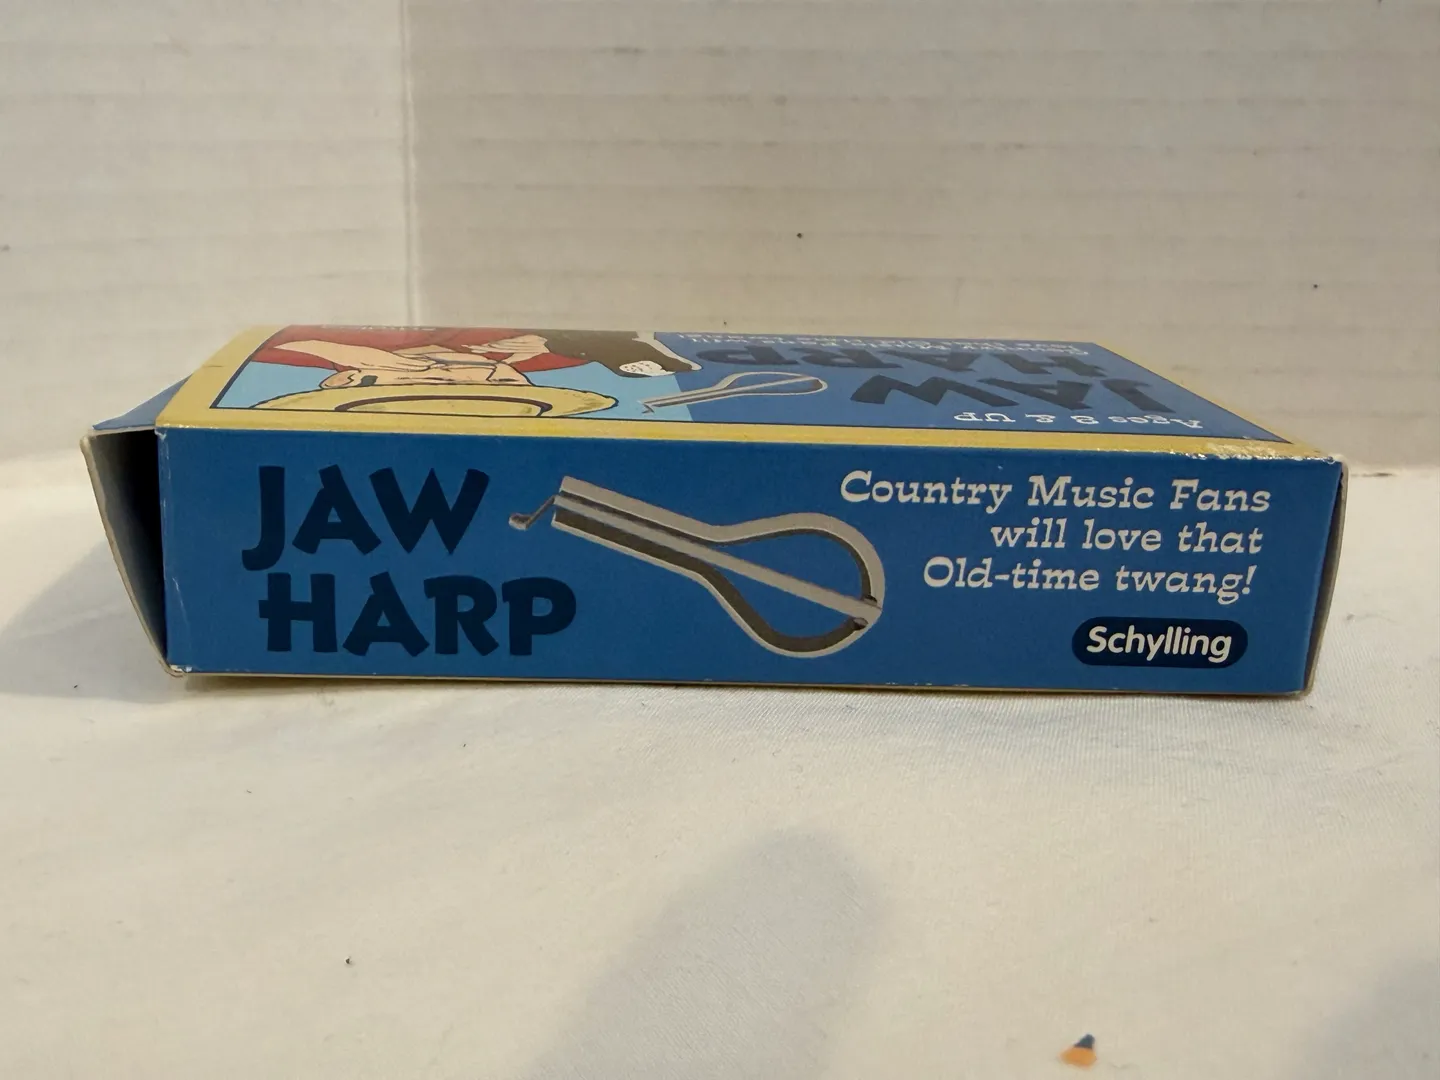 Ages 8 & UP
JAW
HARP
JAW
HARP
Country Music Fans
will love that
Old-time twang!
Schylling